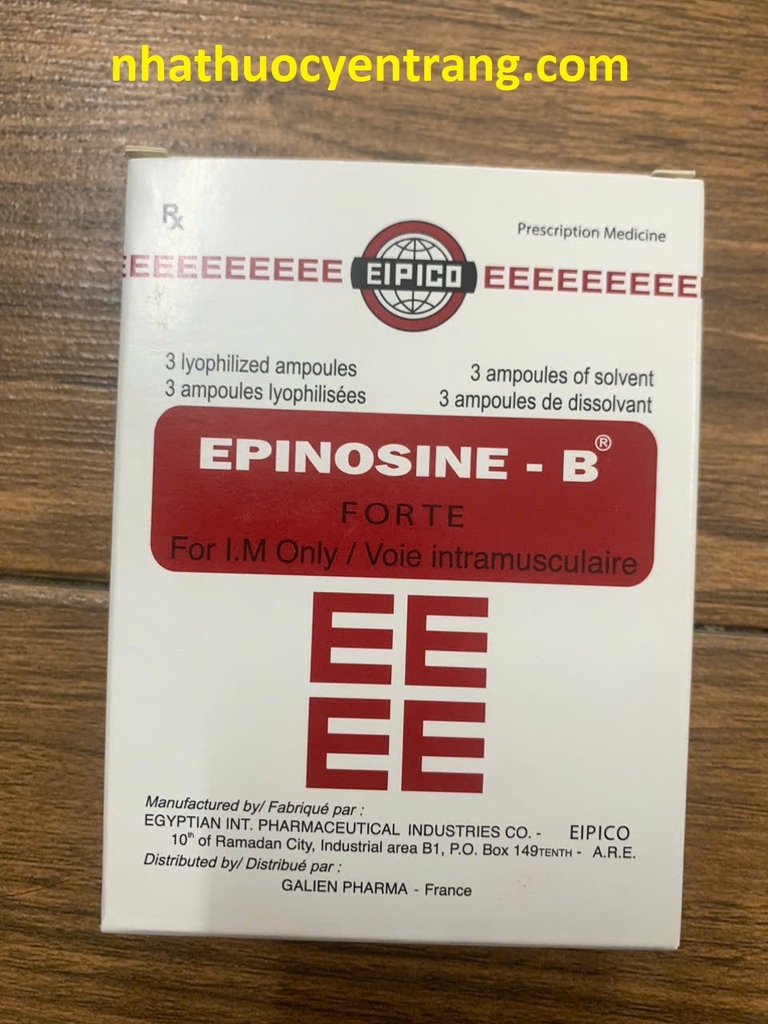 nhathuocyentrang.com
Rx
Prescription Medicine
EEEEEEEEEE EIPICO EEEEEEEEEE
3 lyophilized ampoules
3 ampoules lyophilisées
3 ampoules of solvent
3 ampoules de dissolvant
EPINOSINE - B®
FORTE
For I.M Only / Voie intramusculaire
EE
EE
Manufactured by/ Fabriqué par :
EGYPTIAN INT. PHARMACEUTICAL INDUSTRIES CO. - EIPICO
10th of Ramadan City, Industrial area B1, P.O. Box 149TENTH - A.R.E.
Distributed by/ Distribué par :
GALIEN PHARMA - France